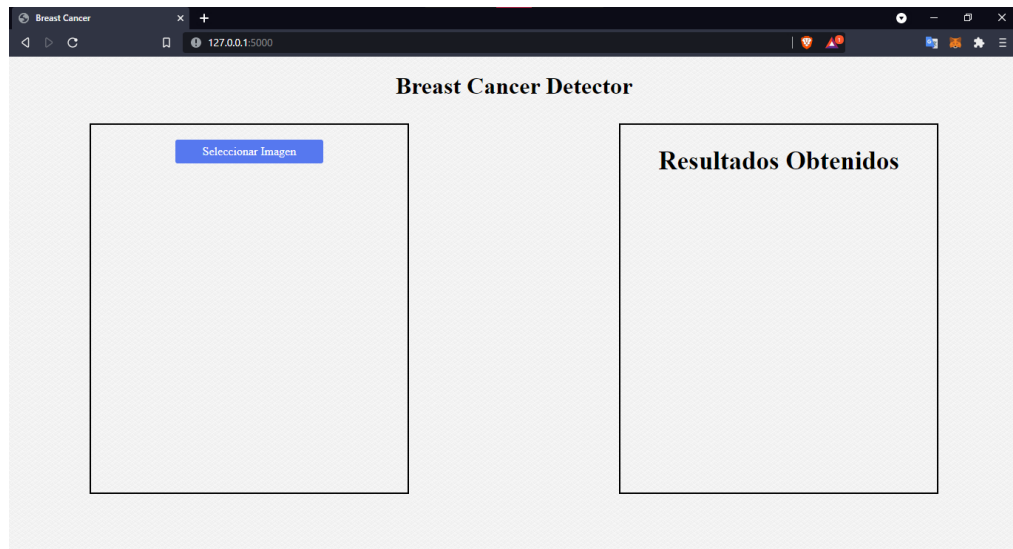 Breast Cancer
127.0.0.1:5000
Breast Cancer Detector
Seleccionar Imagen
Resultados Obtenidos